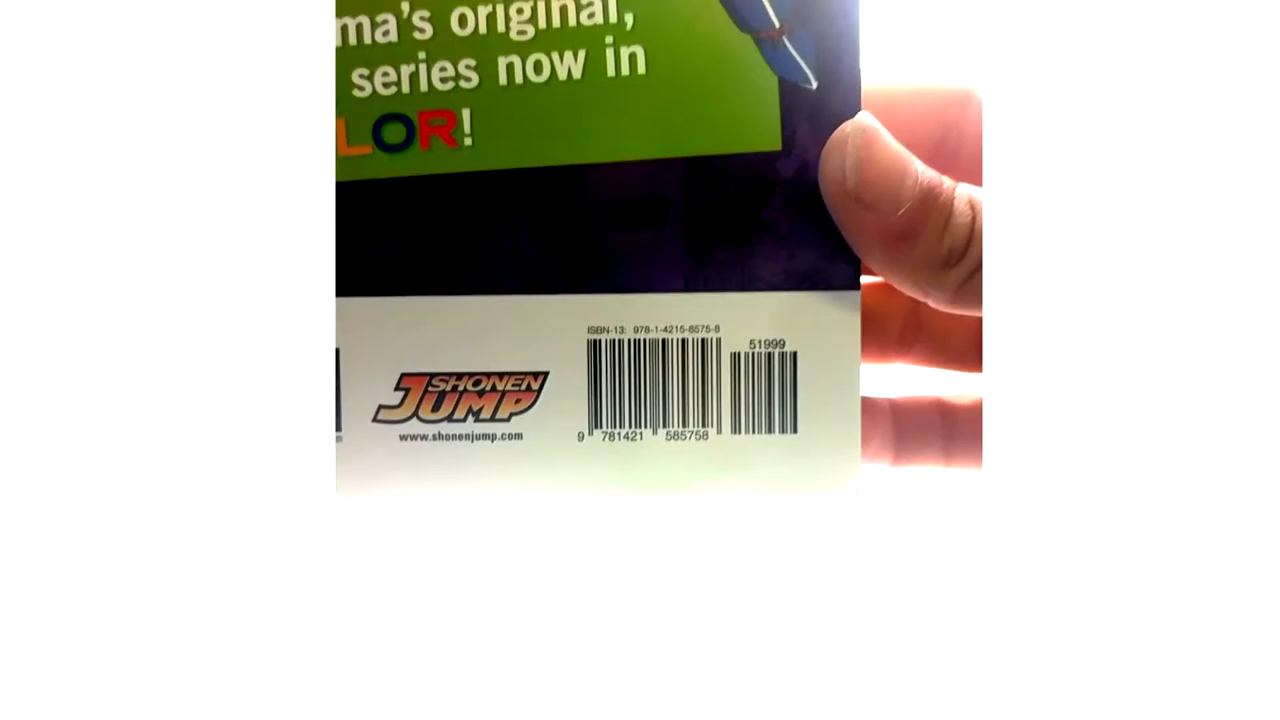 ma's original,
series now in
LOR!
ISBN-13: 978-1-4215-8575-8
51999
SHONEN
JUMP
www.shonenjump.com
9 781421 585758